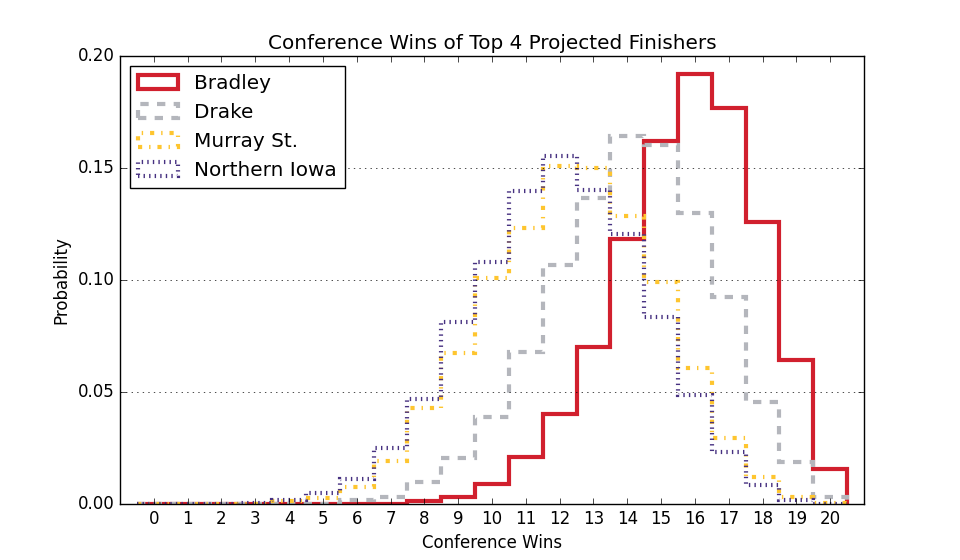 Conference Wins of Top 4 Projected Finishers
0.20
0.15
0.10
0.05
0.00
Probability
Bradley
Drake
Murray St.
Northern Iowa
0 1 2 3 4 5 6 7 8 9 10 11 12 13 14 15 16 17 18 19 20
Conference Wins